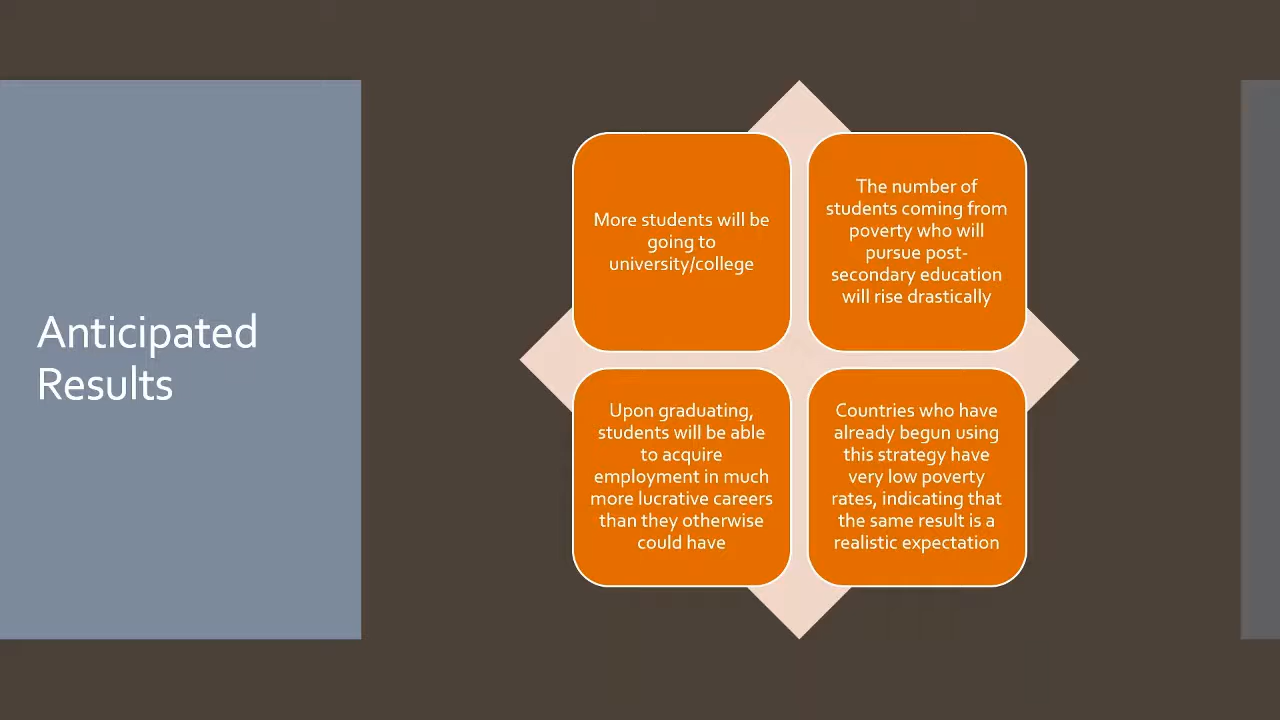 Anticipated
Results
More students will be
going to
university/college
The number of
students coming from
poverty who will
pursue post-
secondary education
will rise drastically
Upon graduating,
students will be able
to acquire
employment in much
more lucrative careers
than they otherwise
could have
Countries who have
already begun using
this strategy have
very low poverty
rates, indicating that
the same result is a
realistic expectation